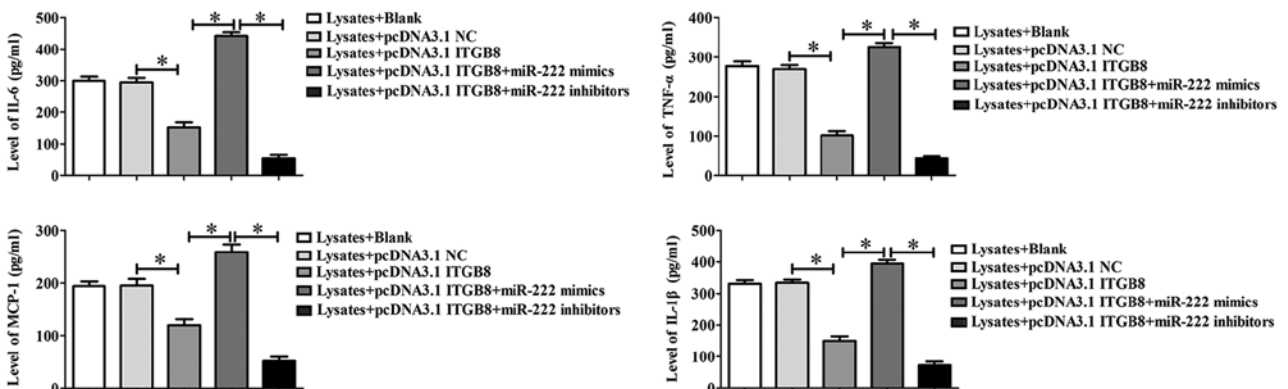 Level of IL-6 (pg/ml)
500
400
300
200
100
0
* * *
Lysates+Blank
Lysates+pcDNA3.1 NC
Lysates+pcDNA3.1 ITGB8
Lysates+pcDNA3.1 ITGB8+miR-222 mimics
Lysates+pcDNA3.1 ITGB8+miR-222 inhibitors
Level of TNF-α (pg/ml)
400
300
200
100
0
* * *
Lysates+Blank
Lysates+pcDNA3.1 NC
Lysates+pcDNA3.1 ITGB8
Lysates+pcDNA3.1 ITGB8+miR-222 mimics
Lysates+pcDNA3.1 ITGB8+miR-222 inhibitors
Level of MCP-1 (pg/ml)
300
200
100
0
* * *
Lysates+Blank
Lysates+pcDNA3.1 NC
Lysates+pcDNA3.1 ITGB8
Lysates+pcDNA3.1 ITGB8+miR-222 mimics
Lysates+pcDNA3.1 ITGB8+miR-222 inhibitors
Level of IL-1β (pg/ml)
500
400
300
200
100
0
* * *
Lysates+Blank
Lysates+pcDNA3.1 NC
Lysates+pcDNA3.1 ITGB8
Lysates+pcDNA3.1 ITGB8+miR-222 mimics
Lysates+pcDNA3.1 ITGB8+miR-222 inhibitors